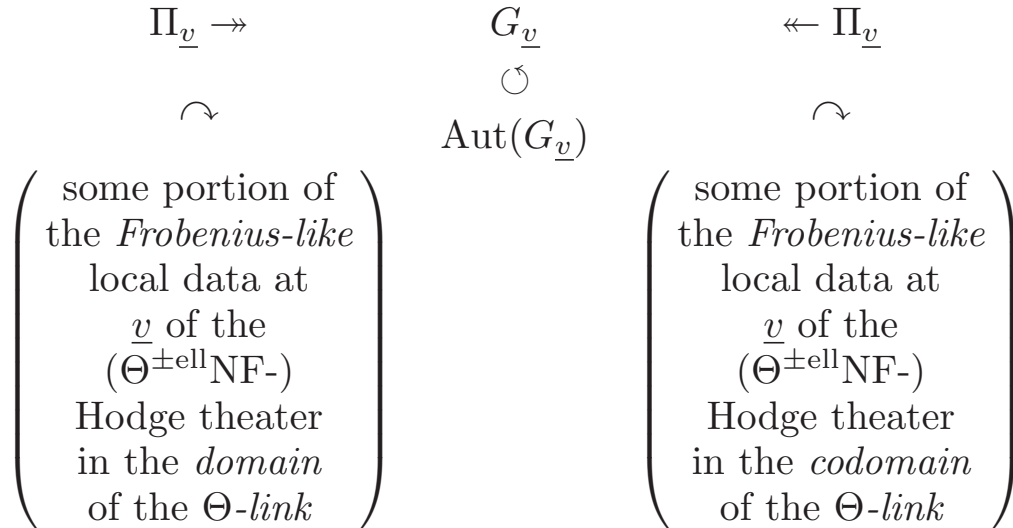 Π_v ↠ G_v ↞ Π_v
↷ ↺ ↷
Aut(G_v)
some portion of
the Frobenius-like
local data at
v of the
(Θ^{±ell}NF-)
Hodge theater
in the domain
of the Θ-link
some portion of
the Frobenius-like
local data at
v of the
(Θ^{±ell}NF-)
Hodge theater
in the codomain
of the Θ-link